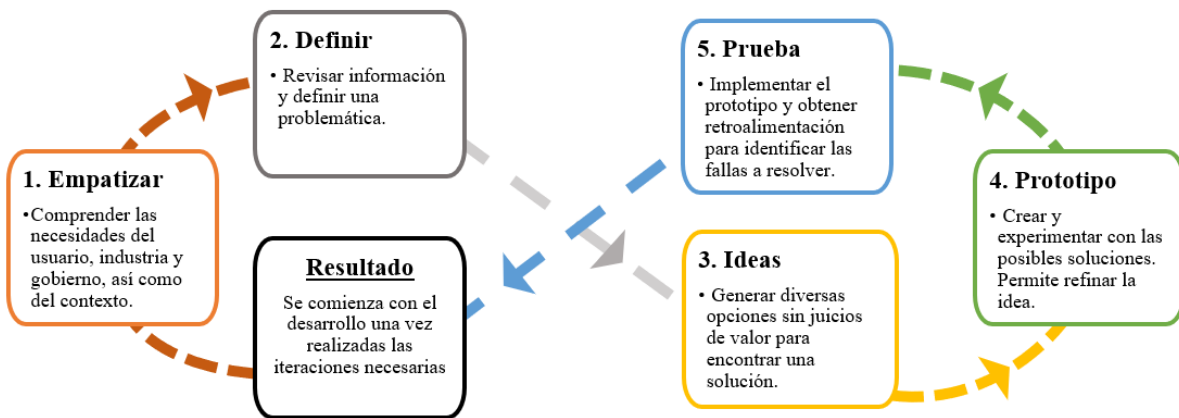 1. Empatizar
•Comprender las
necesidades del
usuario, industria y
gobierno, así como
del contexto.
2. Definir
• Revisar información
y definir una
problemática.
3. Ideas
• Generar diversas
opciones sin juicios
de valor para
encontrar una
solución.
4. Prototipo
• Crear y
experimentar con las
posibles soluciones.
Permite refinar la
idea.
5. Prueba
• Implementar el
prototipo y obtener
retroalimentación
para identificar las
fallas a resolver.
Resultado
Se comienza con el
desarrollo una vez
realizadas las
iteraciones necesarias